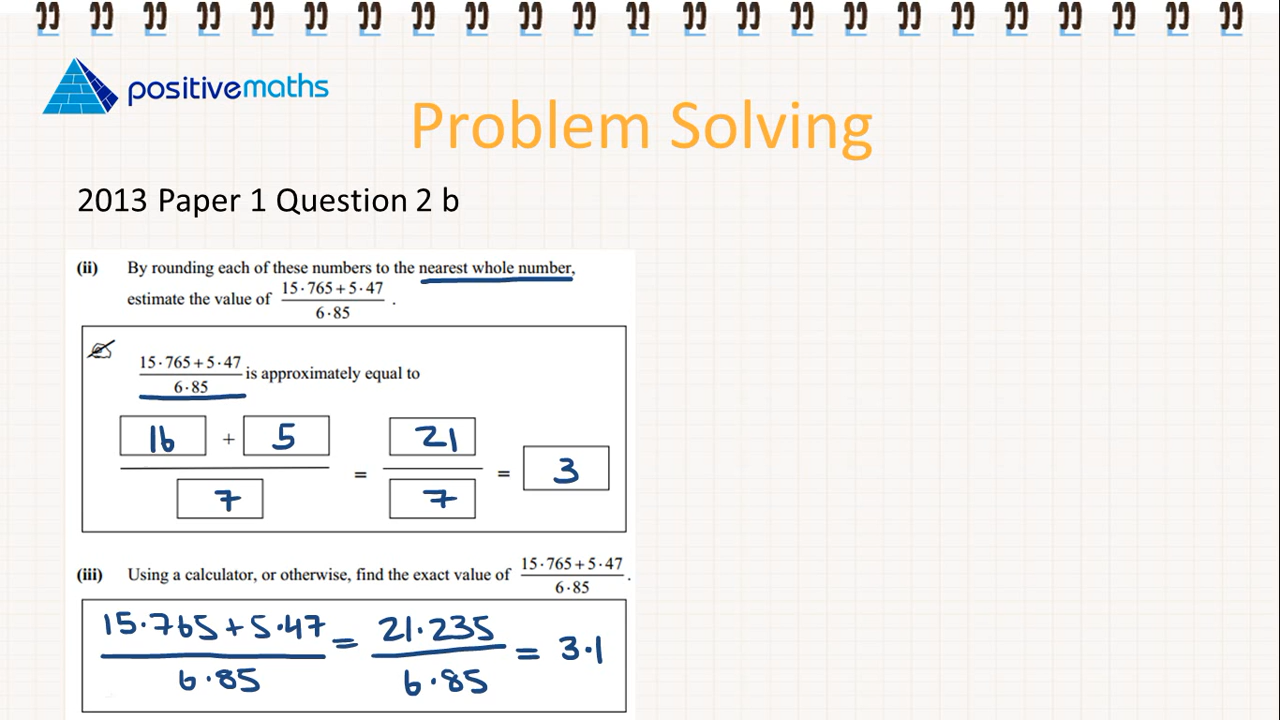 positivemaths
Problem Solving
2013 Paper 1 Question 2 b
(ii) By rounding each of these numbers to the nearest whole number,
estimate the value of 15·765+5·47 / 6·85 .
15·765+5·47 / 6·85 is approximately equal to
16 + 5 / 7 = 21 / 7 = 3
(iii) Using a calculator, or otherwise, find the exact value of 15·765+5·47 / 6·85 .
15·765+5·47 / 6·85 = 21·235 / 6·85 = 3·1